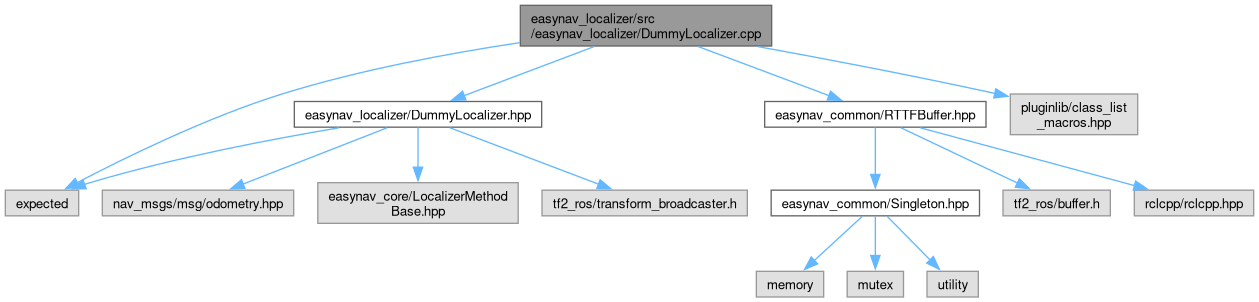 easynav_localizer/src
/easynav_localizer/DummyLocalizer.cpp
easynav_localizer/DummyLocalizer.hpp
easynav_common/RTTFBuffer.hpp
pluginlib/class_list
_macros.hpp
expected
nav_msgs/msg/odometry.hpp
easynav_core/LocalizerMethod
Base.hpp
tf2_ros/transform_broadcaster.h
easynav_common/Singleton.hpp
tf2_ros/buffer.h
rclcpp/rclcpp.hpp
memory
mutex
utility